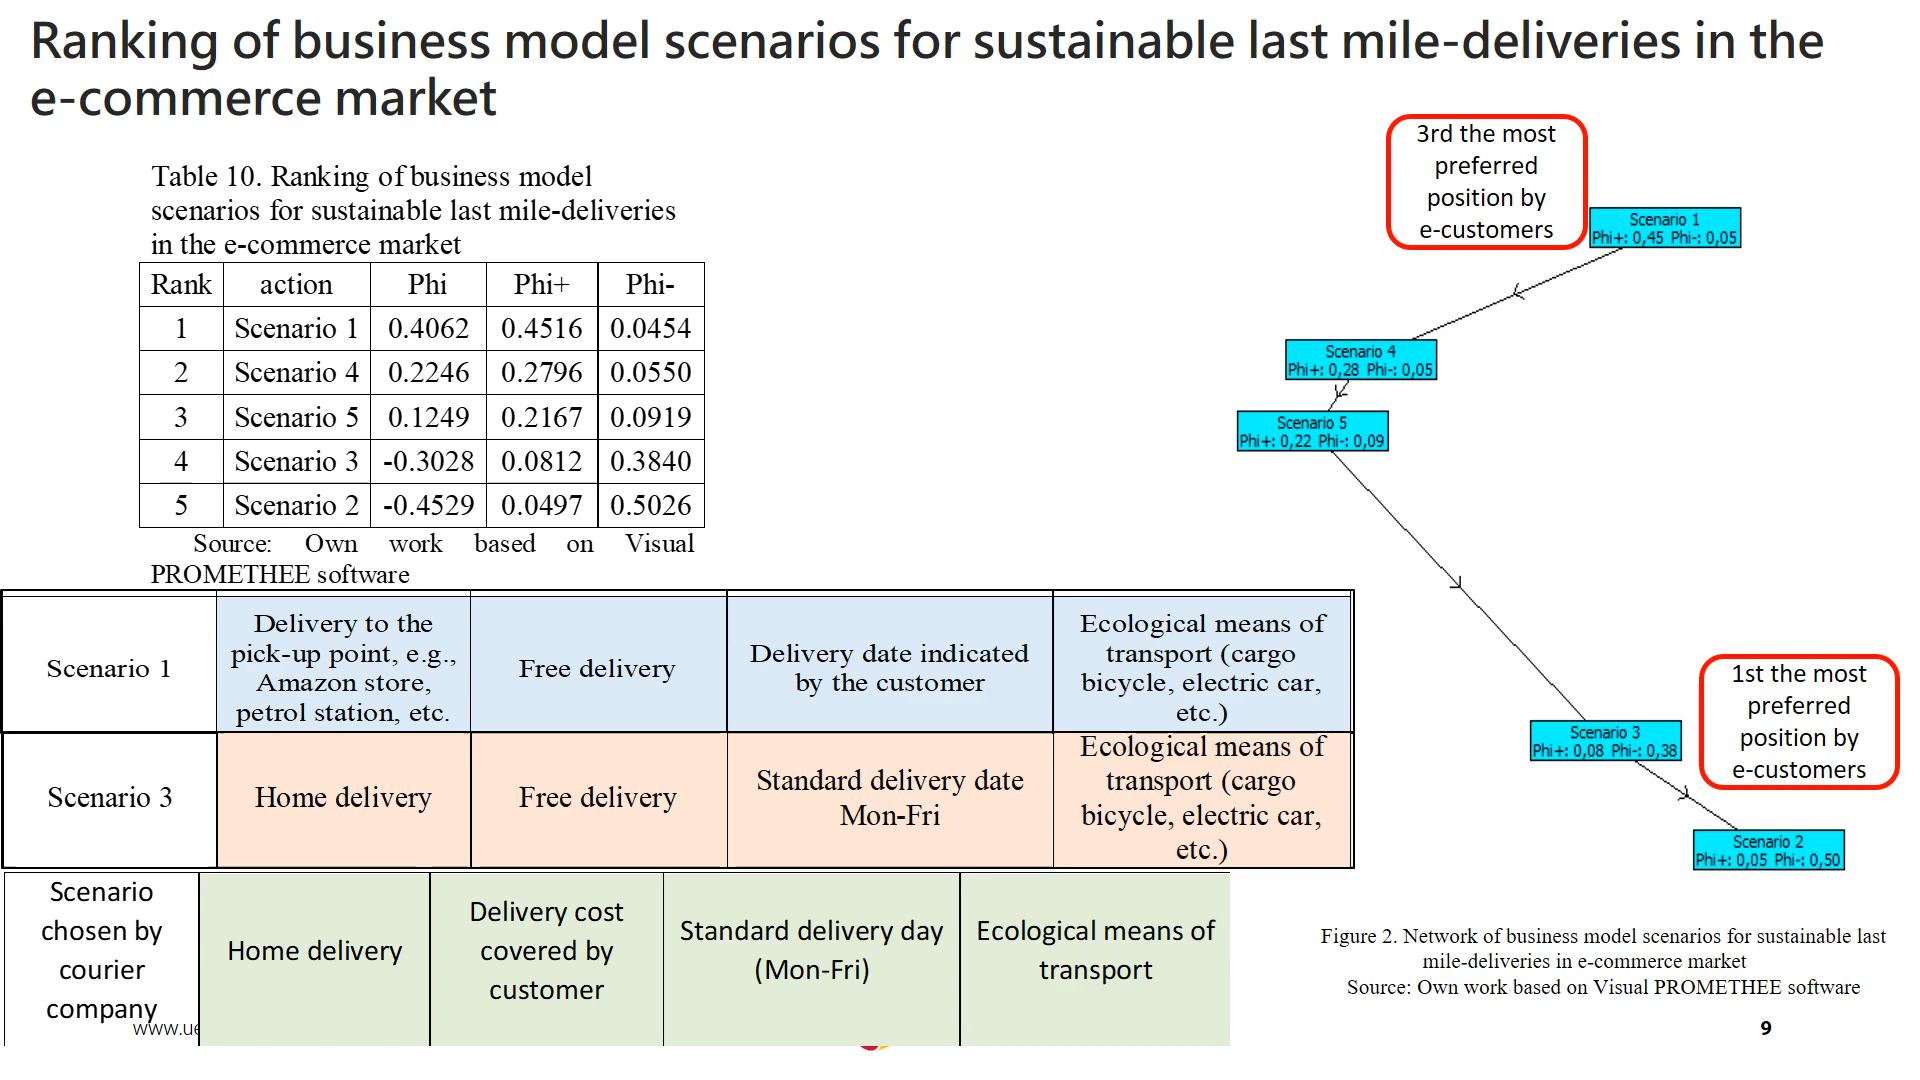 Ranking of business model scenarios for sustainable last mile-deliveries in the
e-commerce market
Table 10. Ranking of business model
scenarios for sustainable last mile-deliveries
in the e-commerce market
Rank action Phi Phi+ Phi-
1 Scenario 1 0.4062 0.4516 0.0454
2 Scenario 4 0.2246 0.2796 0.0550
3 Scenario 5 0.1249 0.2167 0.0919
4 Scenario 3 -0.3028 0.0812 0.3840
5 Scenario 2 -0.4529 0.0497 0.5026
Source: Own work based on Visual
PROMETHEE software
3rd the most
preferred
position by
e-customers
Scenario 1
Phi+: 0,45 Phi-: 0,05
Scenario 4
Phi+: 0,28 Phi-: 0,05
Scenario 5
Phi+: 0,22 Phi-: 0,09
1st the most
preferred
position by
e-customers
Scenario 3
Phi+: 0,08 Phi-: 0,38
Scenario 2
Phi+: 0,05 Phi-: 0,50
Scenario 1
Delivery to the
pick-up point, e.g.,
Amazon store,
petrol station, etc.
Free delivery
Delivery date indicated
by the customer
Ecological means of
transport (cargo
bicycle, electric car,
etc.)
Scenario 3
Home delivery
Free delivery
Standard delivery date
Mon-Fri
Ecological means of
transport (cargo
bicycle, electric car,
etc.)
Scenario
chosen by
courier
company
Home delivery
Delivery cost
covered by
customer
Standard delivery day
(Mon-Fri)
Ecological means of
transport
Figure 2. Network of business model scenarios for sustainable last
mile-deliveries in e-commerce market
Source: Own work based on Visual PROMETHEE software
9